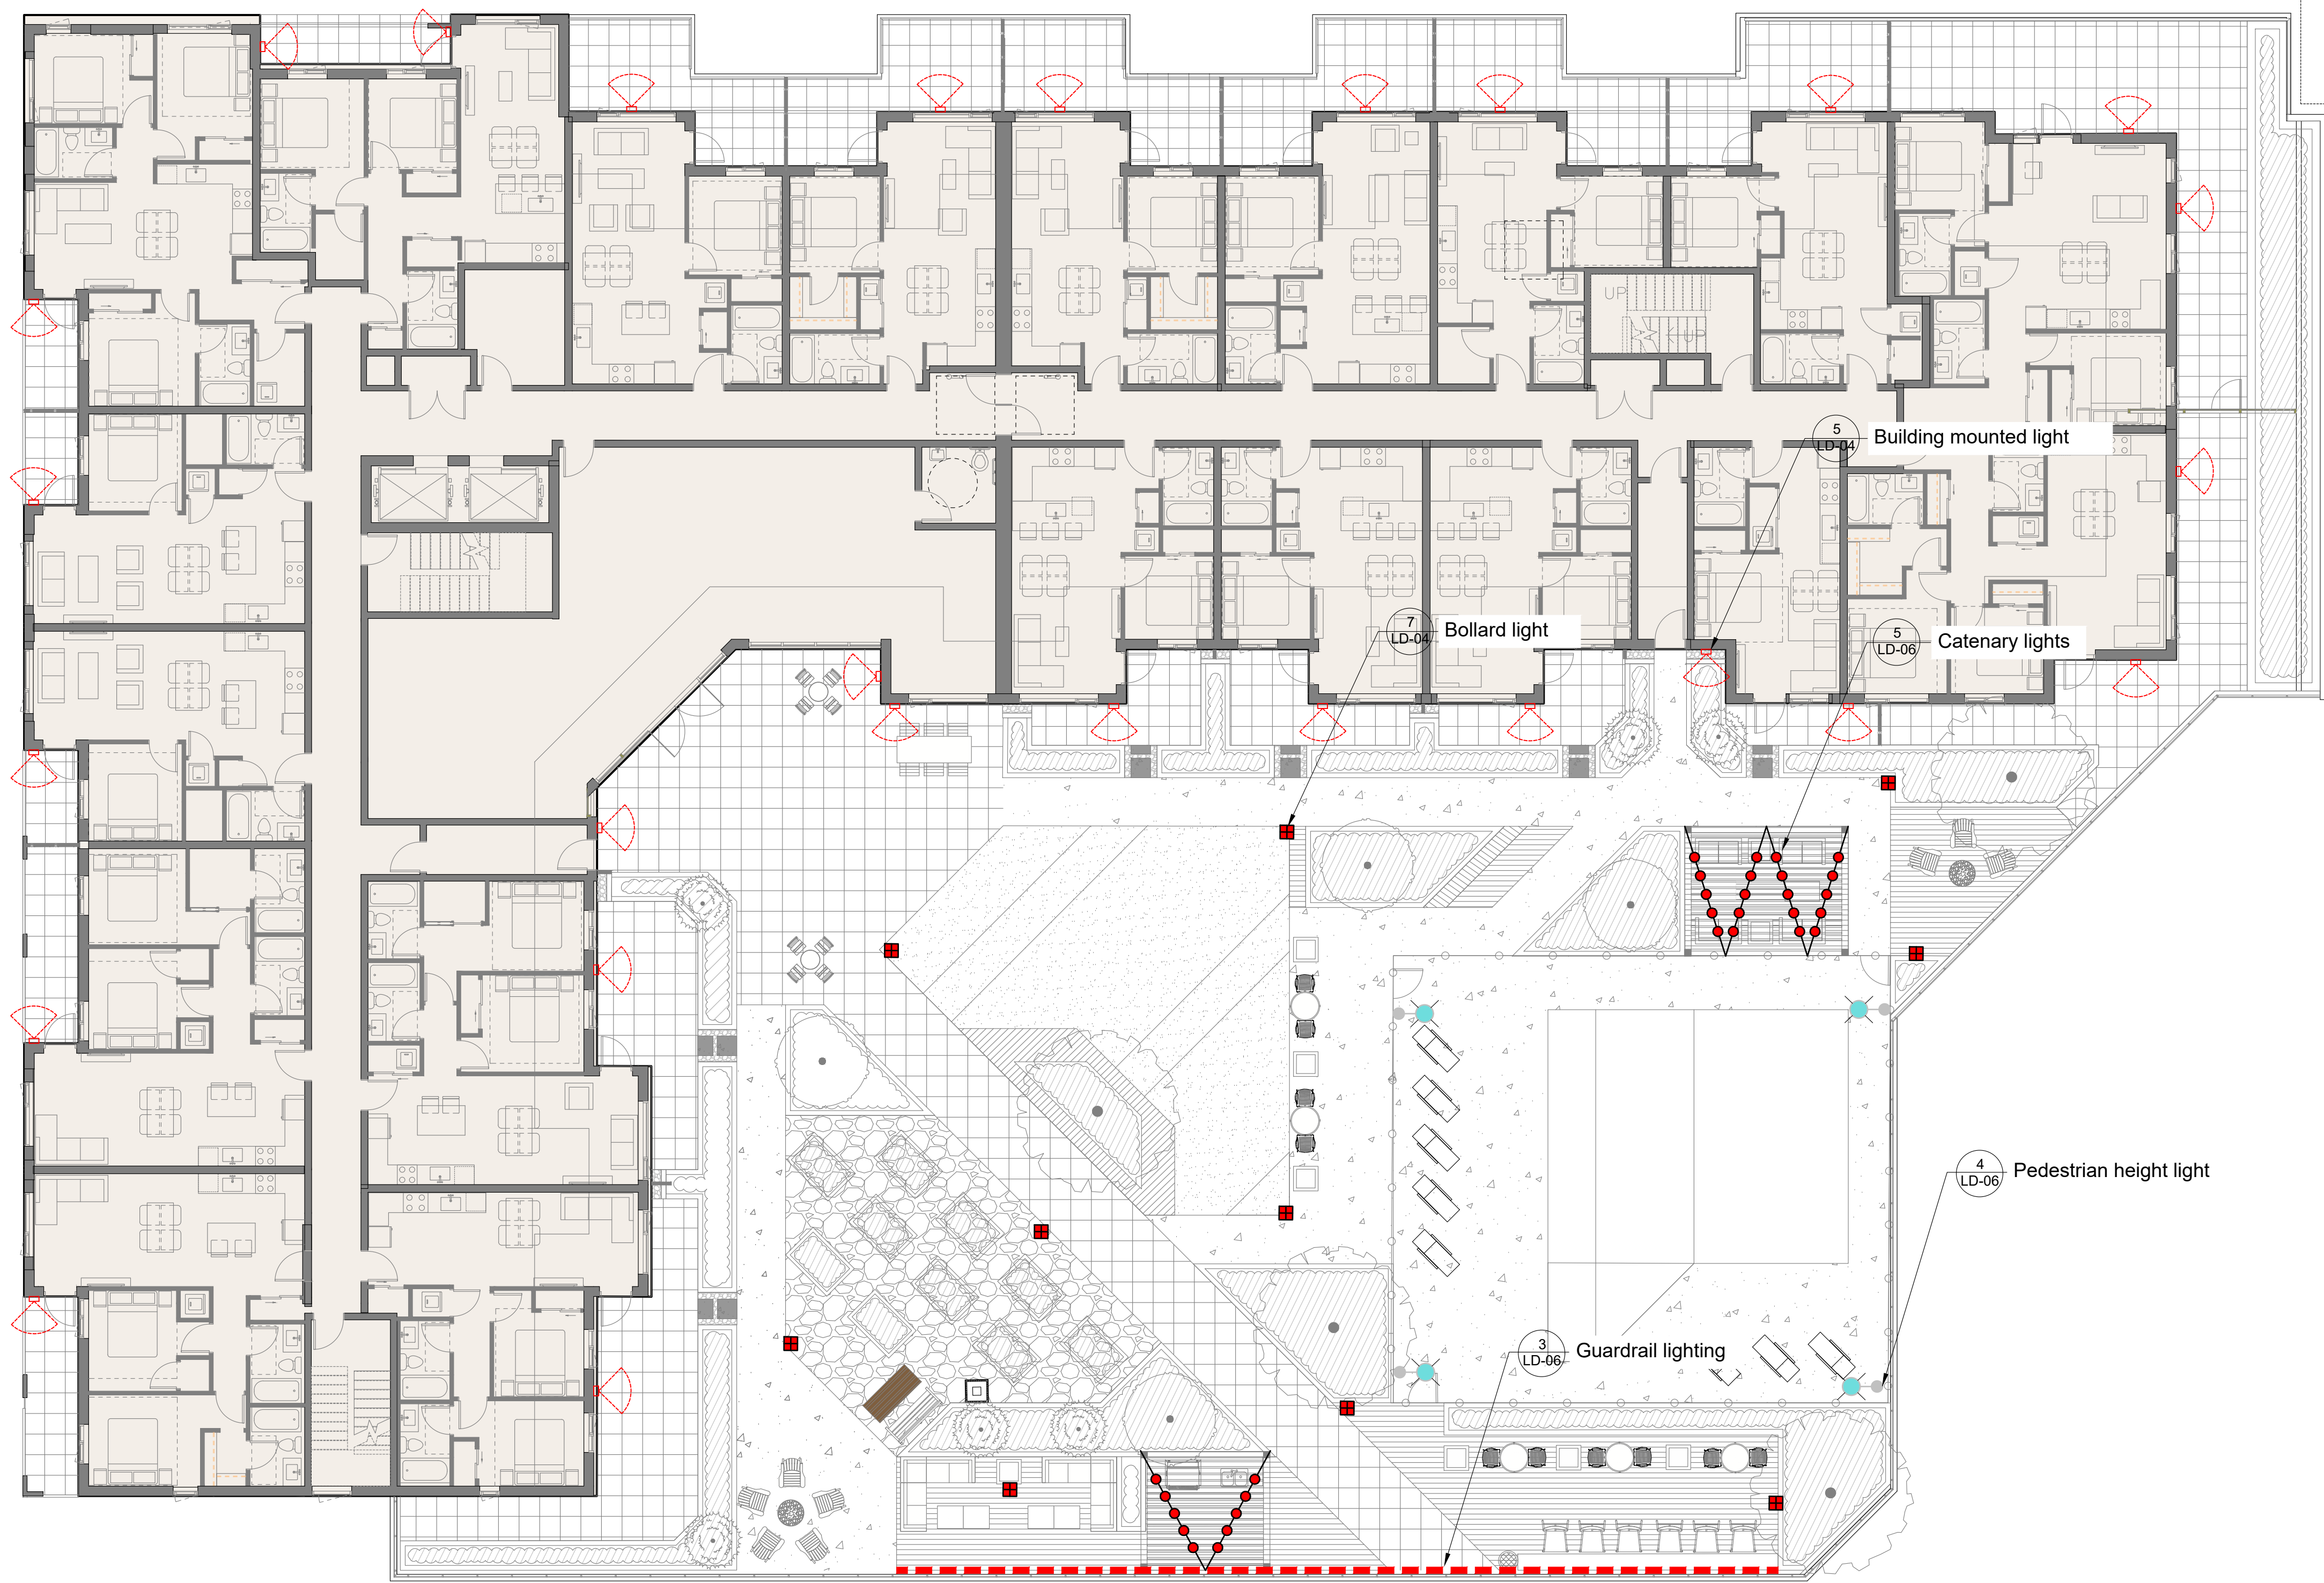 UP
5
LD-04
Building mounted light
7
LD-04
Bollard light
5
LD-06
Catenary lights
4
LD-06
Pedestrian height light
3
LD-06
Guardrail lighting